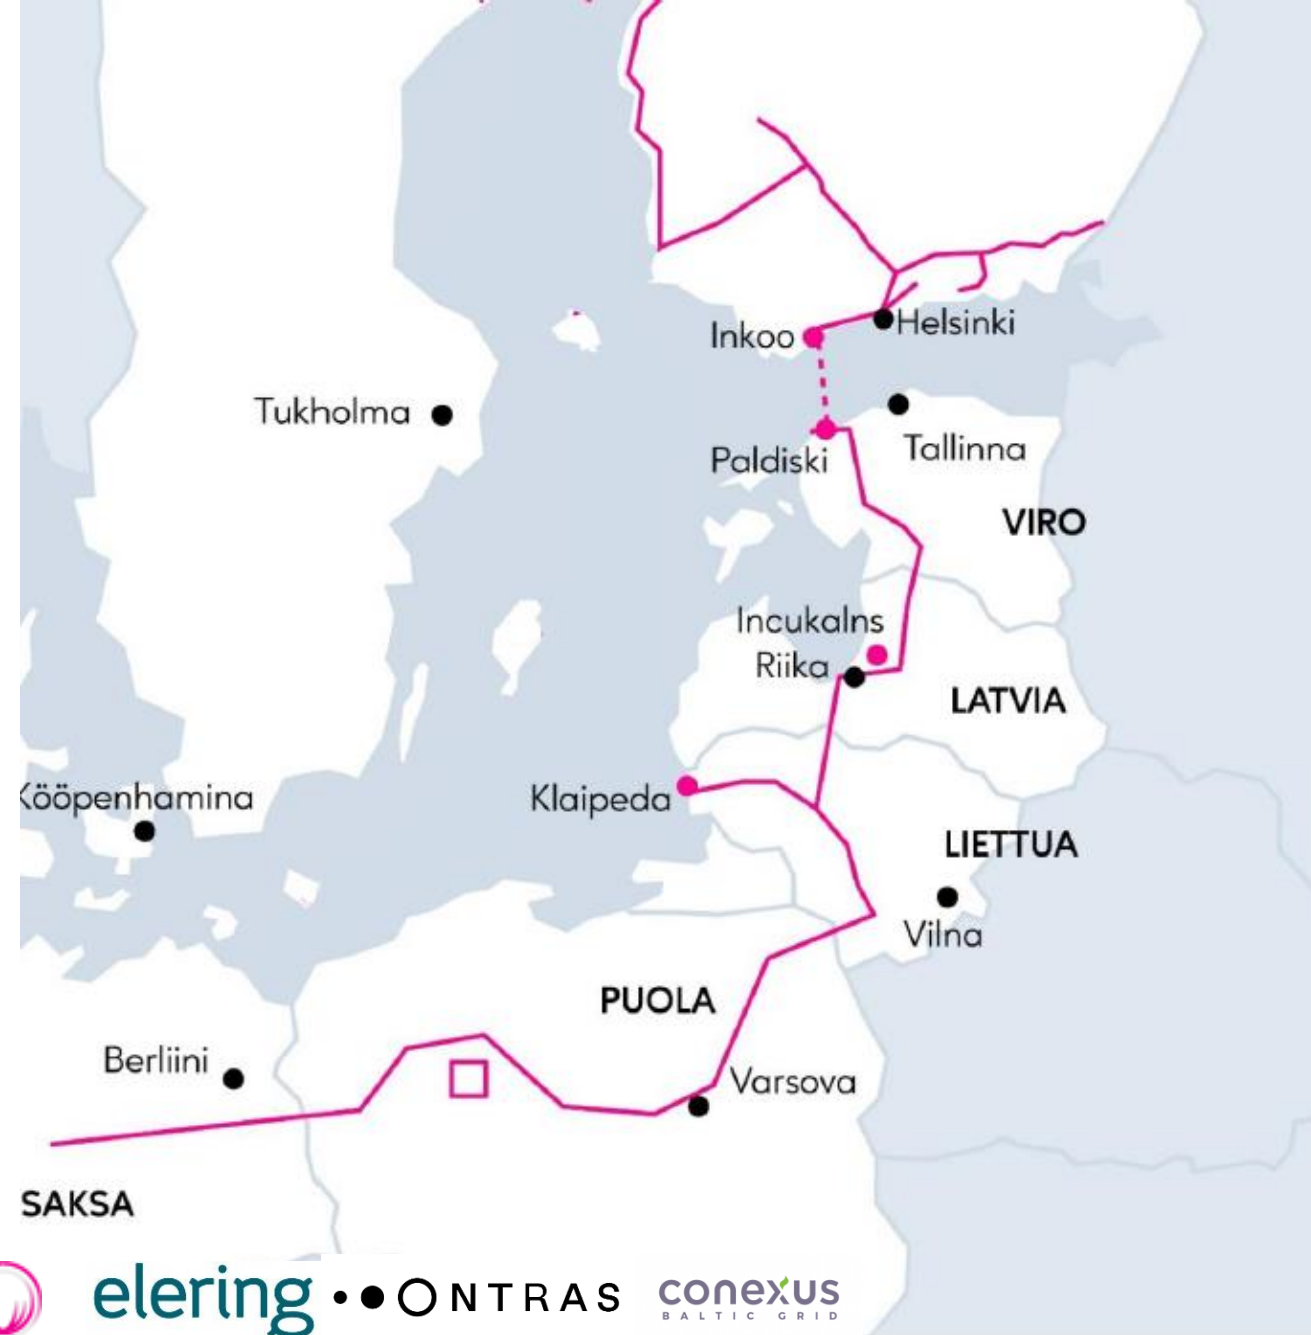 Inkoo
Helsinki
Tukholma
Tallinna
Paldiski
VIRO
Incukalns
Riika
LATVIA
Kööpenhamina
Klaipeda
LIETTUA
Vilna
PUOLA
Berliini
Varsova
SAKSA
elering
ONTRAS
conexus
BALTIC GRID